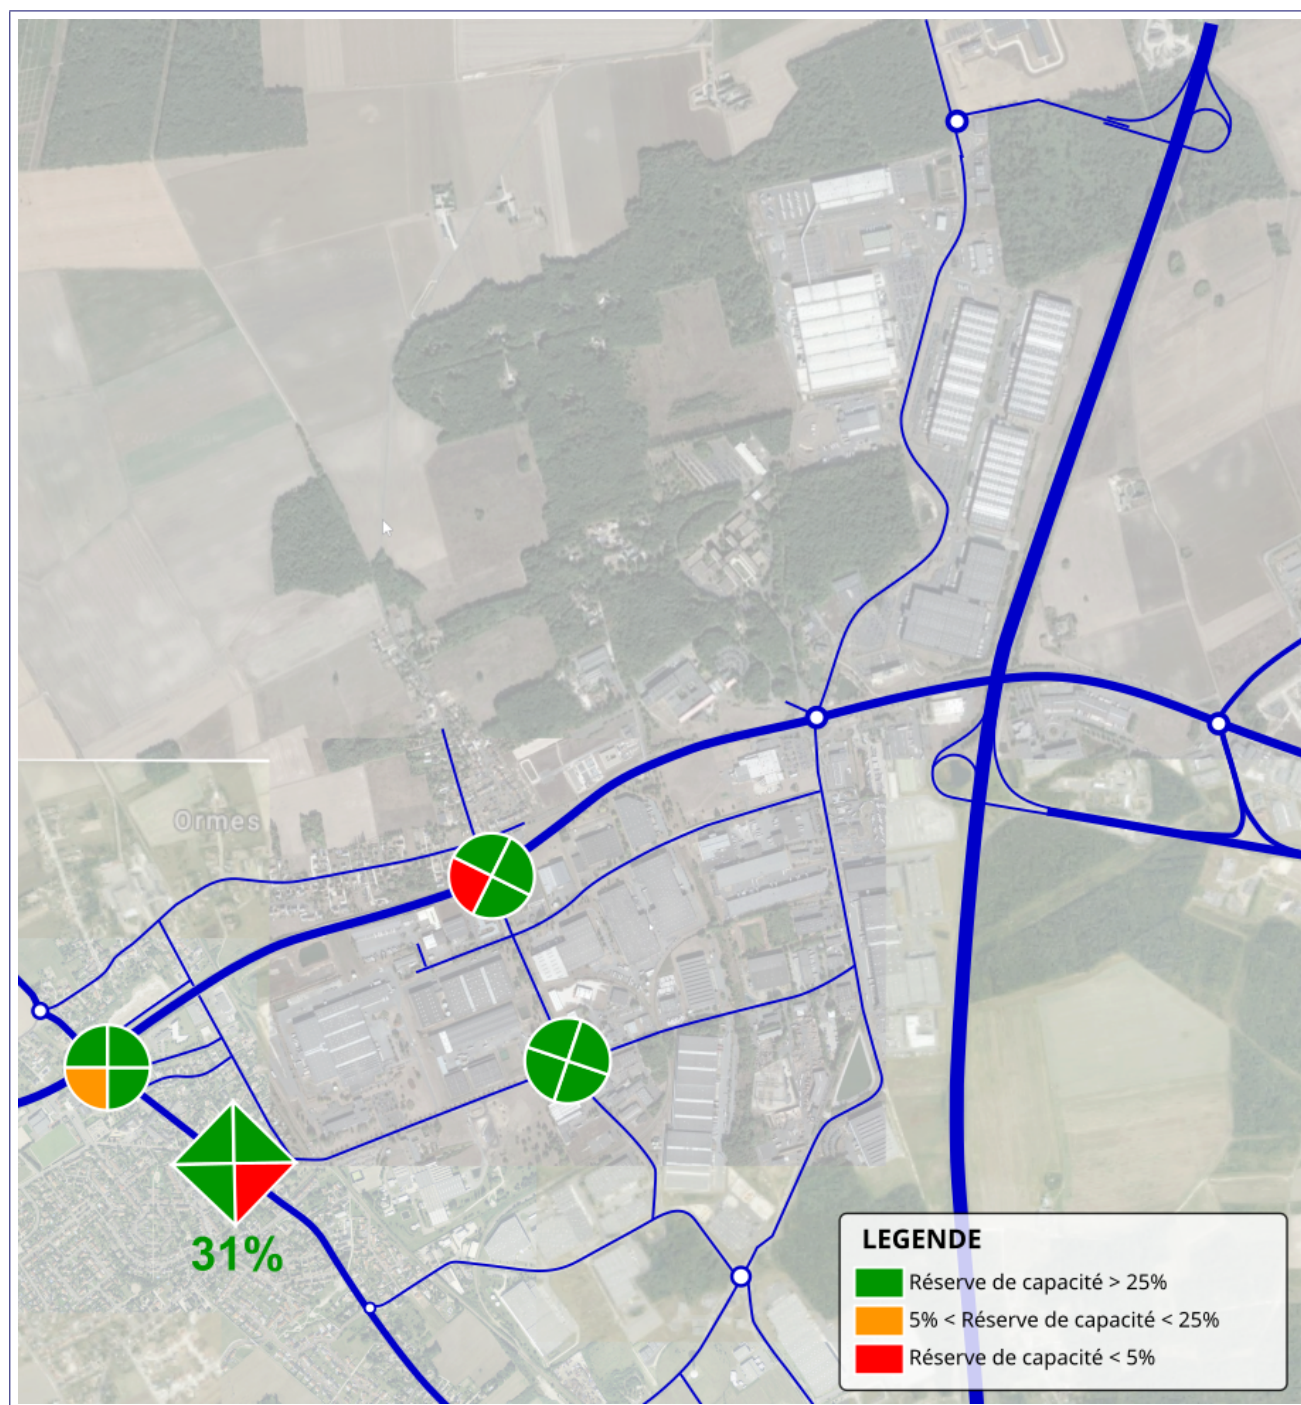 Ormes
31%
LEGENDE
Réserve de capacité > 25%
5% < Réserve de capacité < 25%
Réserve de capacité < 5%